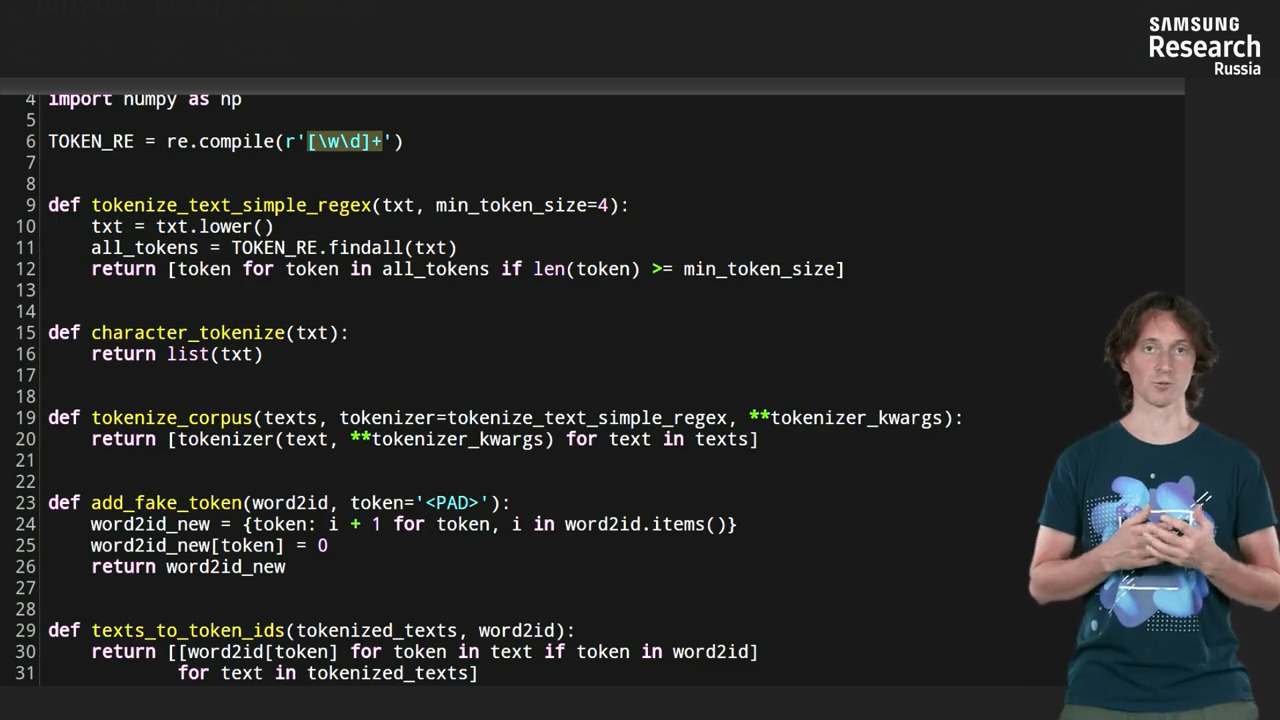 SAMSUNG
Research
Russia
4 import numpy as np
5
6 TOKEN_RE = re.compile(r'[\w\d]+')
7
8
9 def tokenize_text_simple_regex(txt, min_token_size=4):
10     txt = txt.lower()
11     all_tokens = TOKEN_RE.findall(txt)
12     return [token for token in all_tokens if len(token) >= min_token_size]
13
14
15 def character_tokenize(txt):
16     return list(txt)
17
18
19 def tokenize_corpus(texts, tokenizer=tokenize_text_simple_regex, **tokenizer_kwargs):
20     return [tokenizer(text, **tokenizer_kwargs) for text in texts]
21
22
23 def add_fake_token(word2id, token='<PAD>'):
24     word2id_new = {token: i + 1 for token, i in word2id.items()}
25     word2id_new[token] = 0
26     return word2id_new
27
28
29 def texts_to_token_ids(tokenized_texts, word2id):
30     return [[word2id[token] for token in text if token in word2id]
31             for text in tokenized_texts]